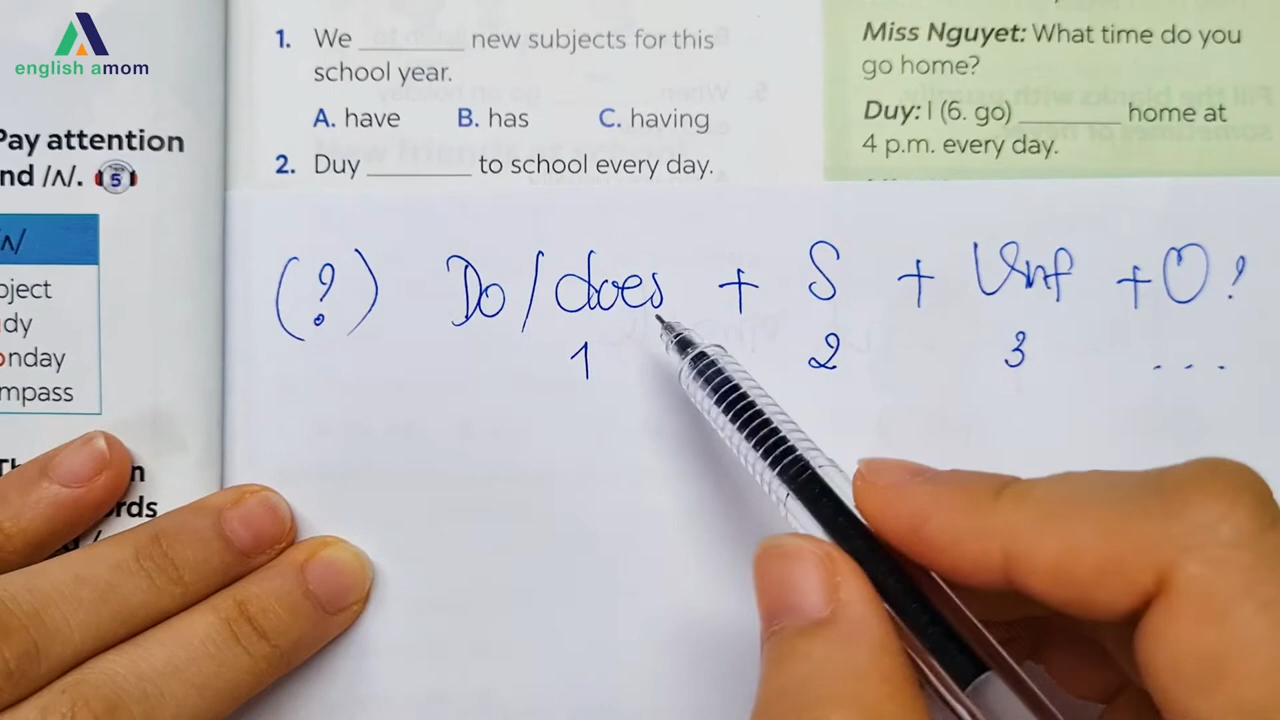 english amom
Pay attention
nd /ʌ/. 5
/ʌ/
bject
dy
onday
mpass
n
rds
1. We ________ new subjects for this
school year.
A. have B. has C. having
2. Duy ________ to school every day.
Miss Nguyet: What time do you
go home?
Duy: I (6. go) ________ home at
4 p.m. every day.
(?) Do/does + S + Vinf + O?
1 2 3 ...